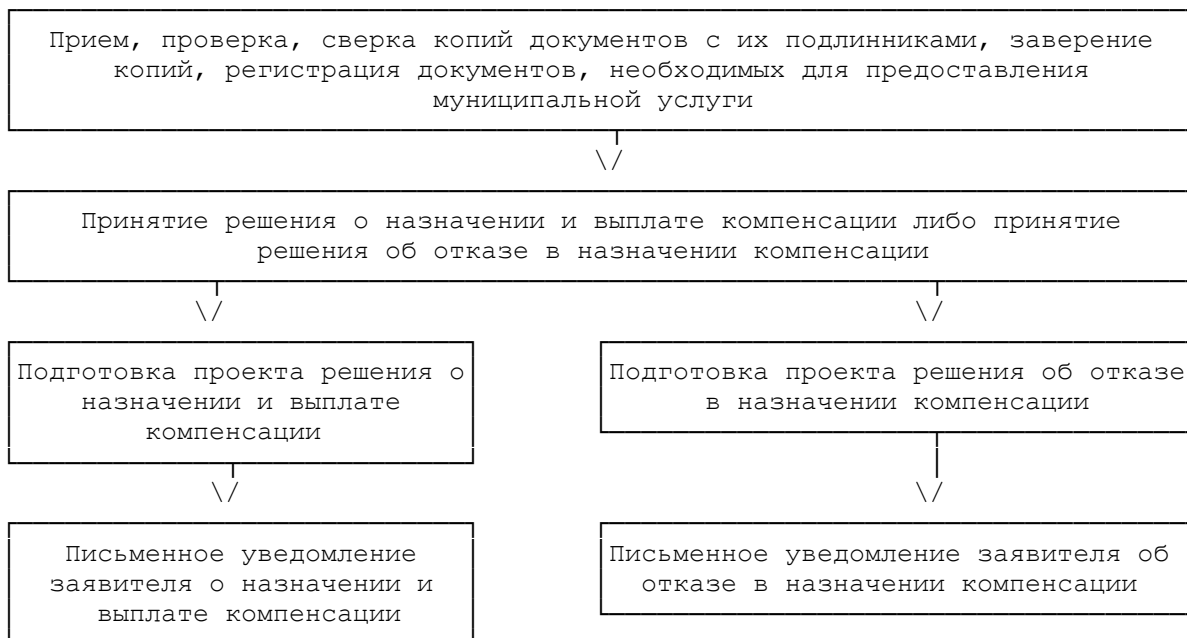 Прием, проверка, сверка копий документов с их подлинниками, заверение
копий, регистрация документов, необходимых для предоставления
муниципальной услуги
Принятие решения о назначении и выплате компенсации либо принятие
решения об отказе в назначении компенсации
Подготовка проекта решения о
назначении и выплате
компенсации
Подготовка проекта решения об отказе
в назначении компенсации
Письменное уведомление
заявителя о назначении и
выплате компенсации
Письменное уведомление заявителя об
отказе в назначении компенсации